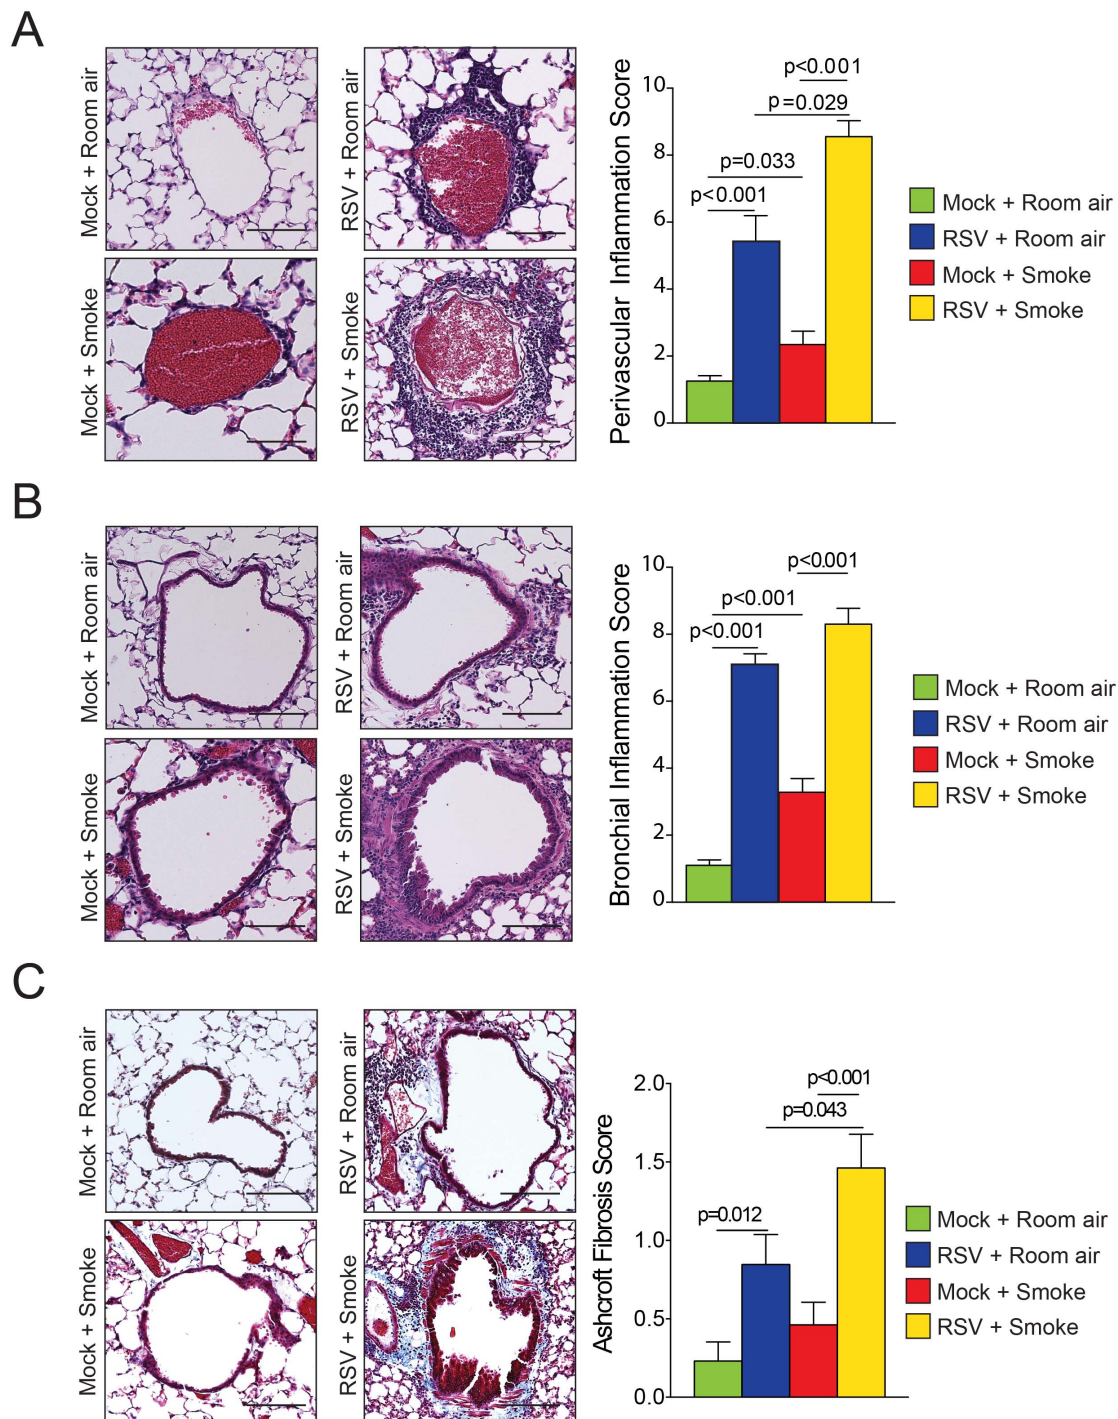 A
Mock + Room air
RSV + Room air
Mock + Smoke
RSV + Smoke
Perivascular Inflammation Score
10
8
6
4
2
0
p<0.001
p=0.029
p=0.033
p<0.001
Mock + Room air
RSV + Room air
Mock + Smoke
RSV + Smoke
B
Mock + Room air
RSV + Room air
Mock + Smoke
RSV + Smoke
Bronchial Inflammation Score
10
8
6
4
2
0
p<0.001
p<0.001
p<0.001
Mock + Room air
RSV + Room air
Mock + Smoke
RSV + Smoke
C
Mock + Room air
RSV + Room air
Mock + Smoke
RSV + Smoke
Ashcroft Fibrosis Score
2.0
1.5
1.0
0.5
0.0
p<0.001
p=0.043
p=0.012
Mock + Room air
RSV + Room air
Mock + Smoke
RSV + Smoke